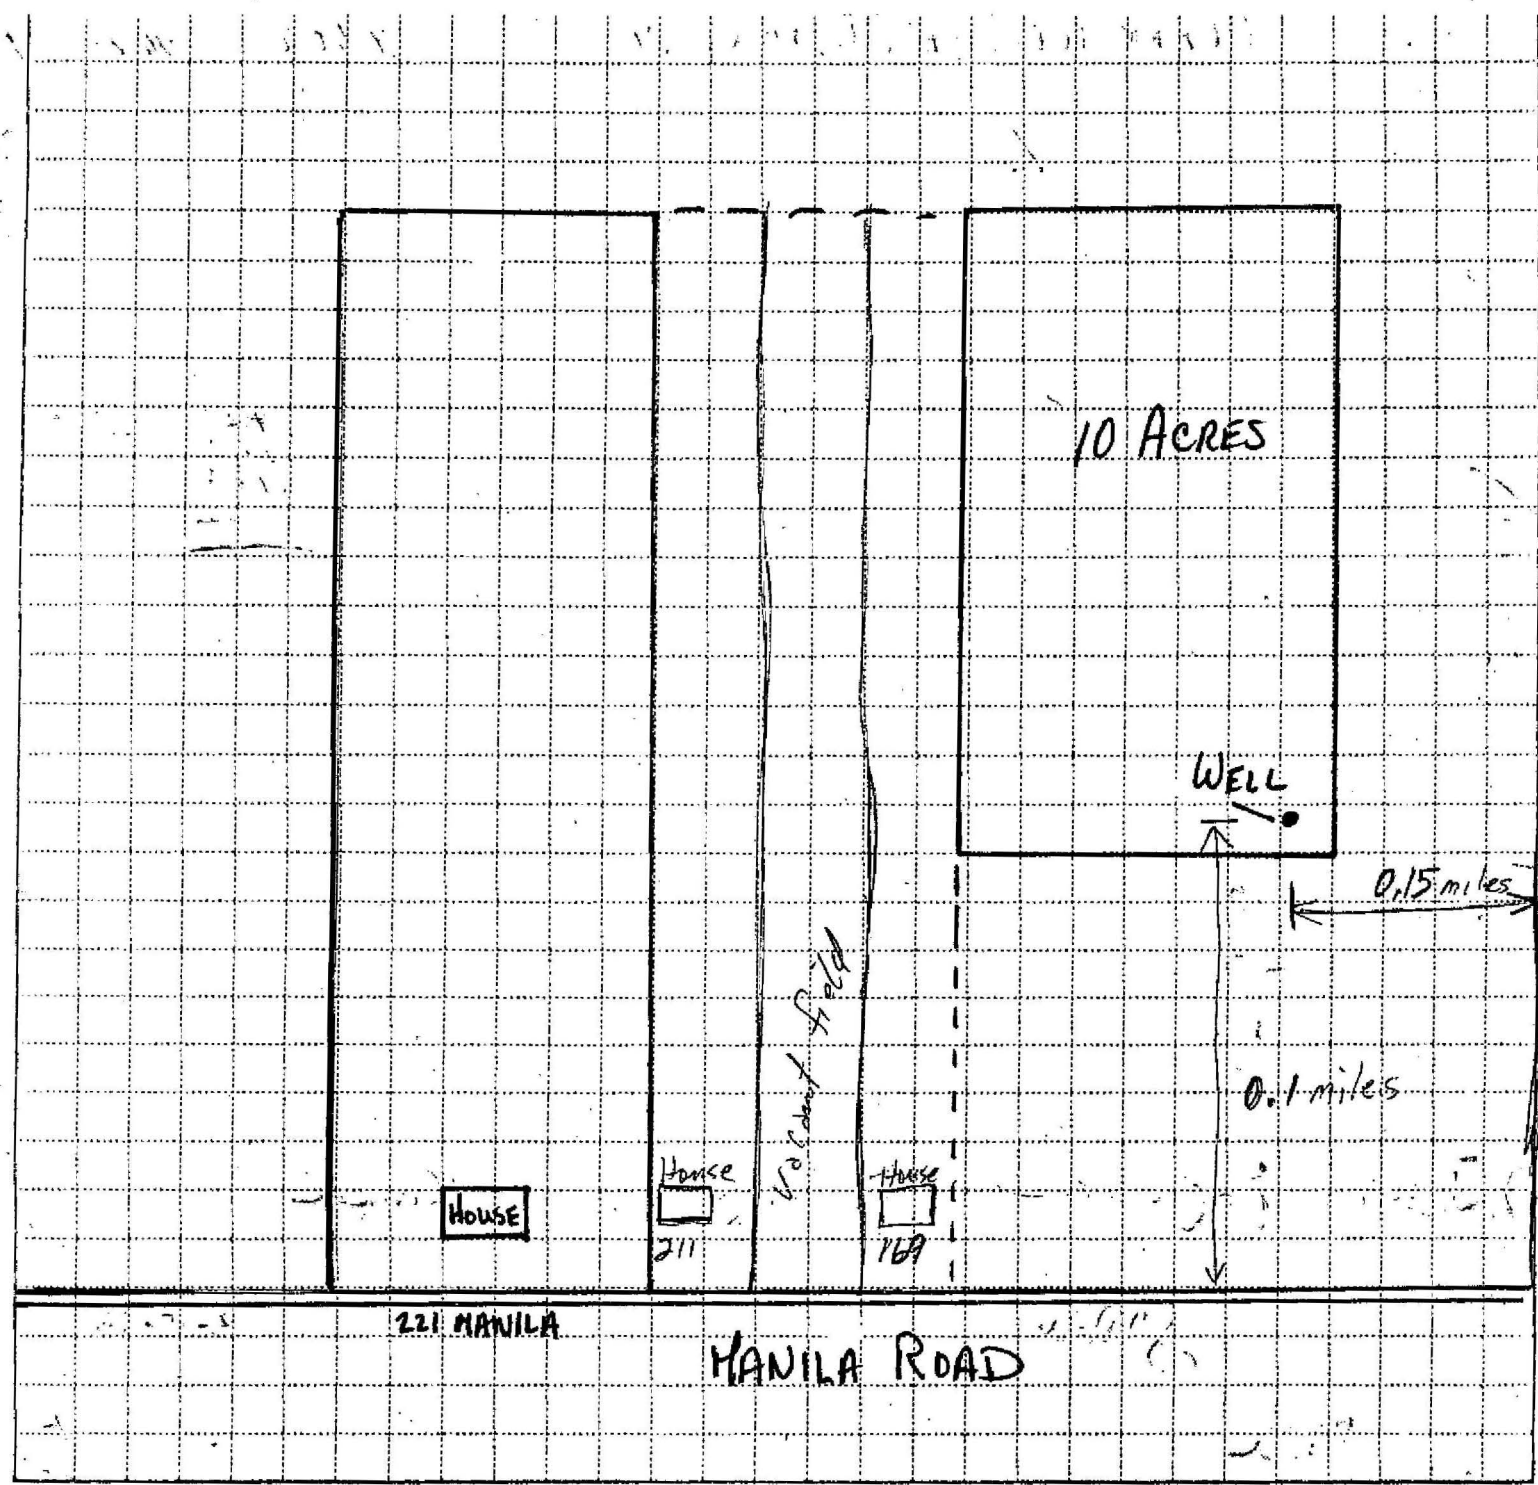 10 ACRES
WELL
0.15 miles
vacant field
0.1 miles
House
House
HOUSE
211
169
221 MANILA
MANILA ROAD